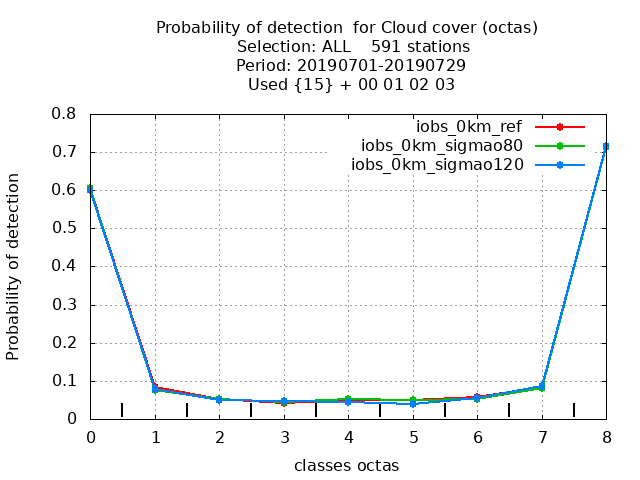 Probability of detection  for Cloud cover (octas)
Selection: ALL    591 stations
Period: 20190701-20190729
Used {15} + 00 01 02 03
iobs_0km_ref
iobs_0km_sigmao80
iobs_0km_sigmao120
Probability of detection
0.8
0.7
0.6
0.5
0.4
0.3
0.2
0.1
0
0 1 2 3 4 5 6 7 8
classes octas